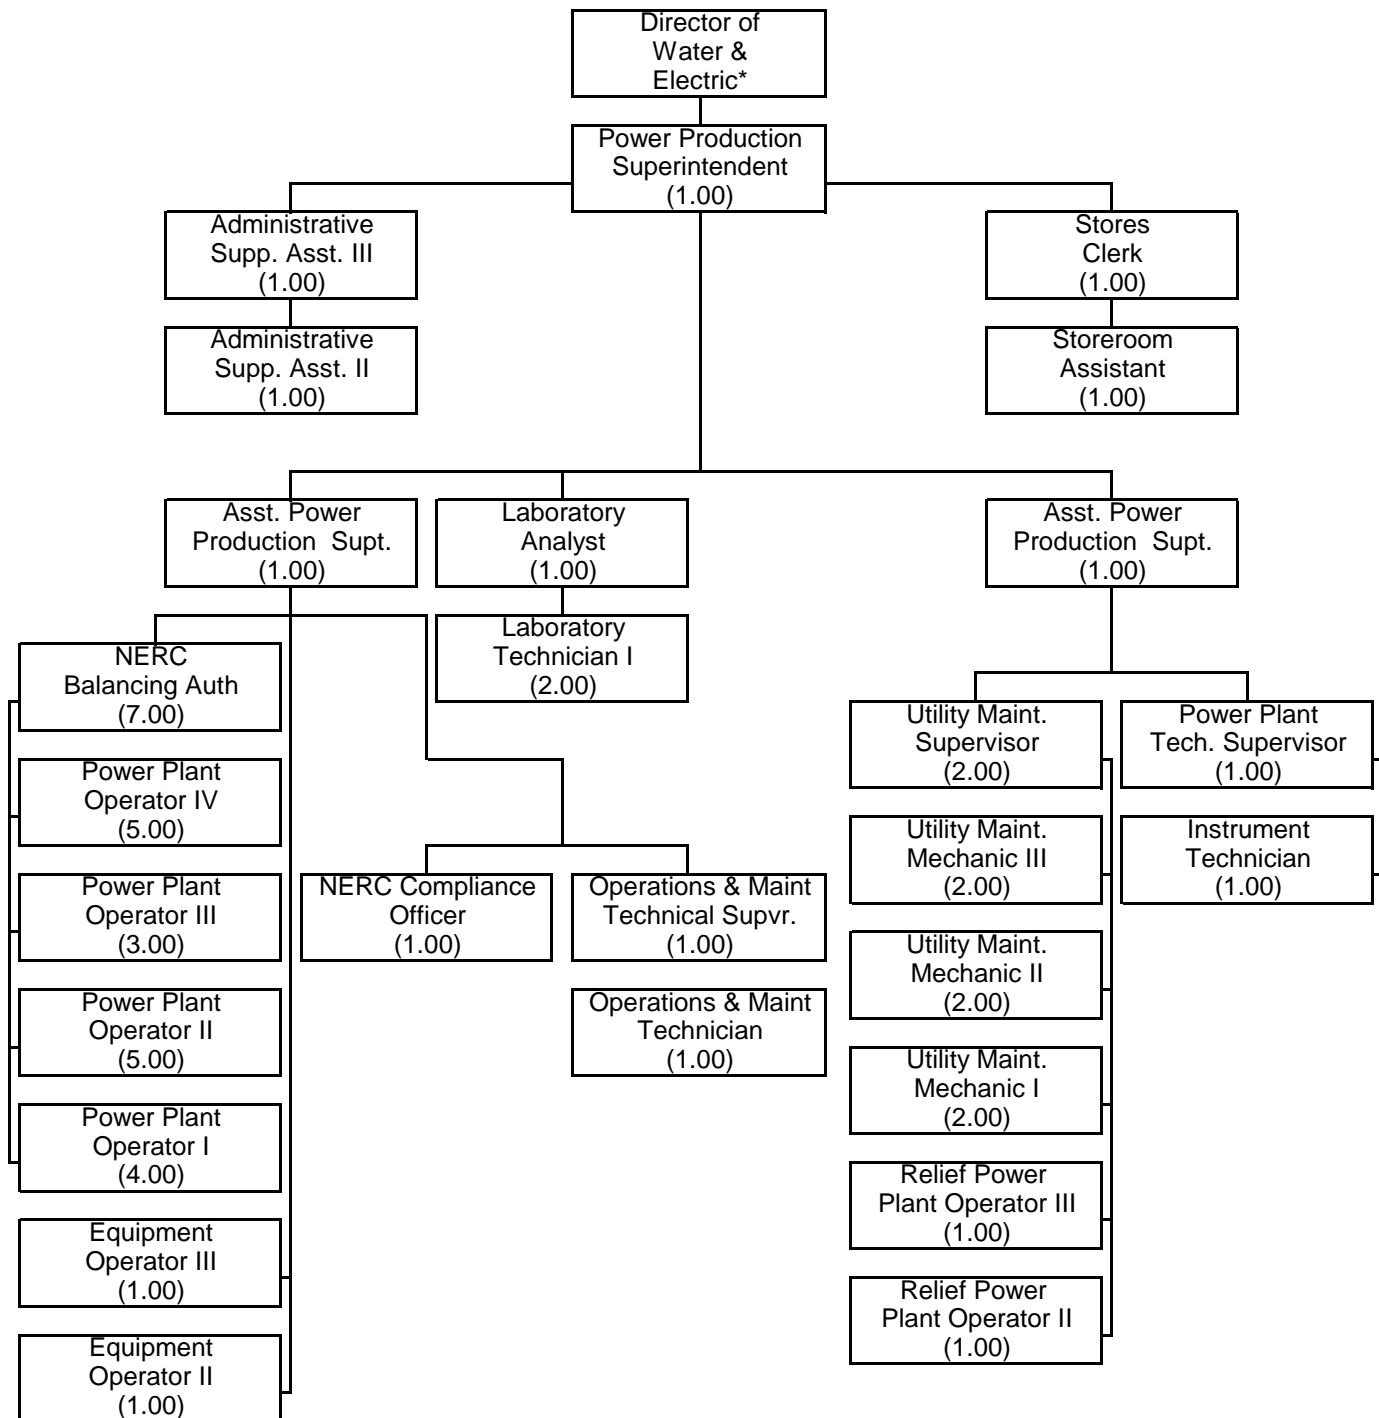 Director of
Water &
Electric*
Power Production
Superintendent
(1.00)
Administrative
Supp. Asst. III
(1.00)
Stores
Clerk
(1.00)
Administrative
Supp. Asst. II
(1.00)
Storeroom
Assistant
(1.00)
Asst. Power
Production Supt.
(1.00)
Laboratory
Analyst
(1.00)
Asst. Power
Production Supt.
(1.00)
Laboratory
Technician I
(2.00)
NERC
Balancing Auth
(7.00)
Power Plant
Operator IV
(5.00)
Power Plant
Operator III
(3.00)
Power Plant
Operator II
(5.00)
Power Plant
Operator I
(4.00)
Equipment
Operator III
(1.00)
Equipment
Operator II
(1.00)
NERC Compliance
Officer
(1.00)
Operations & Maint
Technical Supvr.
(1.00)
Operations & Maint
Technician
(1.00)
Utility Maint.
Supervisor
(2.00)
Utility Maint.
Mechanic III
(2.00)
Utility Maint.
Mechanic II
(2.00)
Utility Maint.
Mechanic I
(2.00)
Relief Power
Plant Operator III
(1.00)
Relief Power
Plant Operator II
(1.00)
Power Plant
Tech. Supervisor
(1.00)
Instrument
Technician
(1.00)